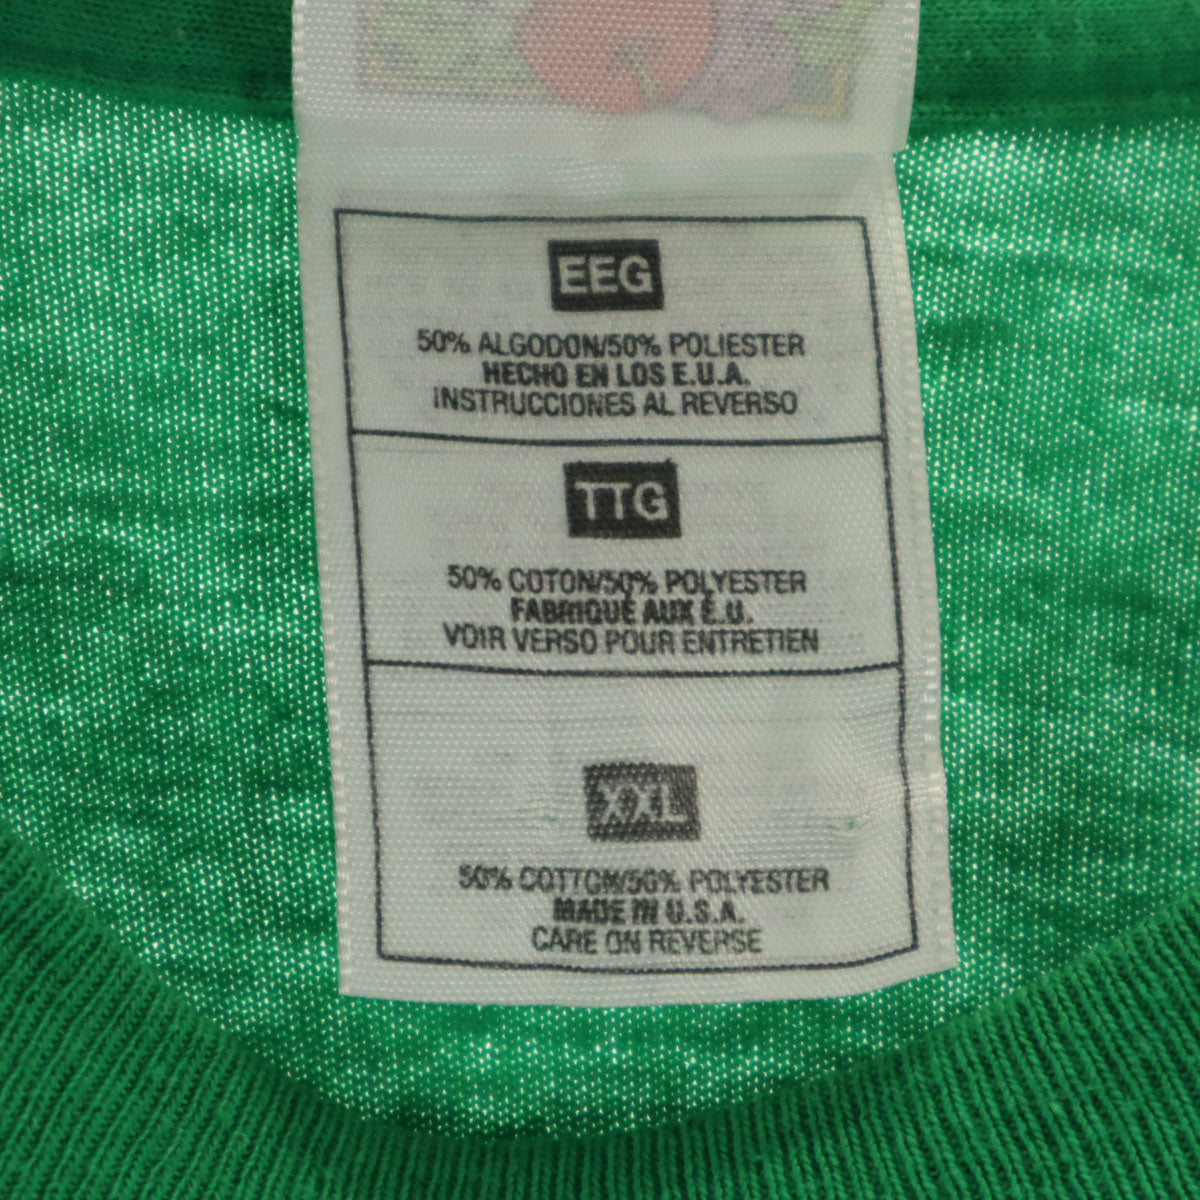 EEG
50% ALGODON/50% POLIESTER
HECHO EN LOS E.U.A.
INSTRUCCIONES AL REVERSO
TTG
50% COTON/50% POLYESTER
FABRIQUÉ AUX É.U.
VOIR VERSO POUR ENTRETIEN
XXL
50% COTTON/50% POLYESTER
MADE IN U.S.A.
CARE ON REVERSE